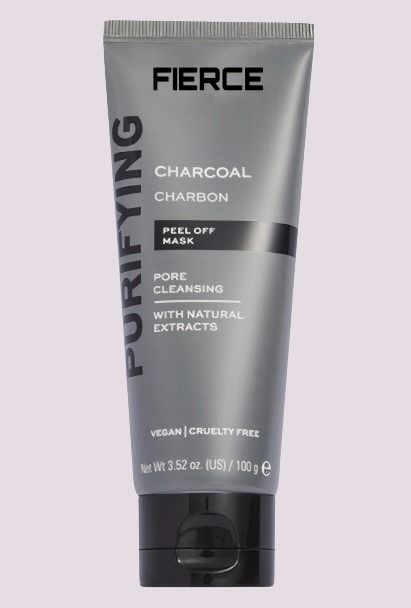 FIERCE
PURIFYING
CHARCOAL
CHARBON
PEEL OFF
MASK
PORE
CLEANSING
WITH NATURAL
EXTRACTS
VEGAN | CRUELTY FREE
Net Wt 3.52 oz. (US) / 100 g ℮